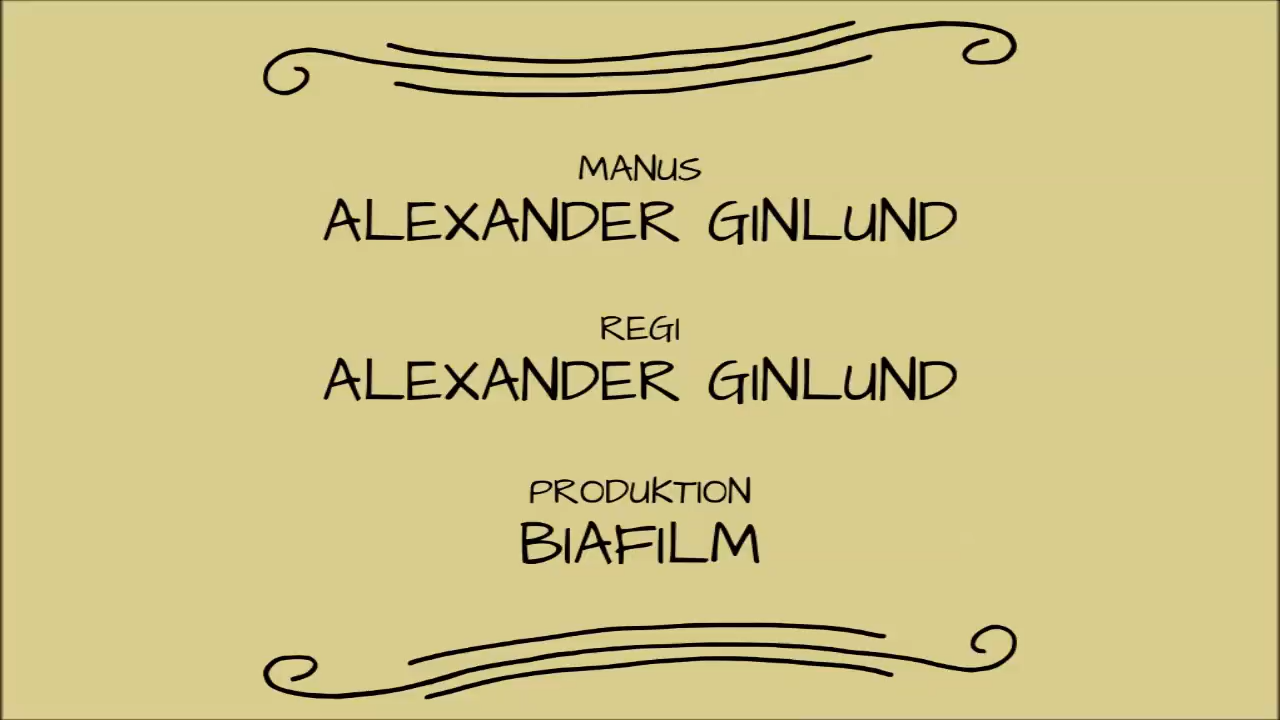 MANUS
ALEXANDER GINLUND
REGI
ALEXANDER GINLUND
PRODUKTION
BIAFILM